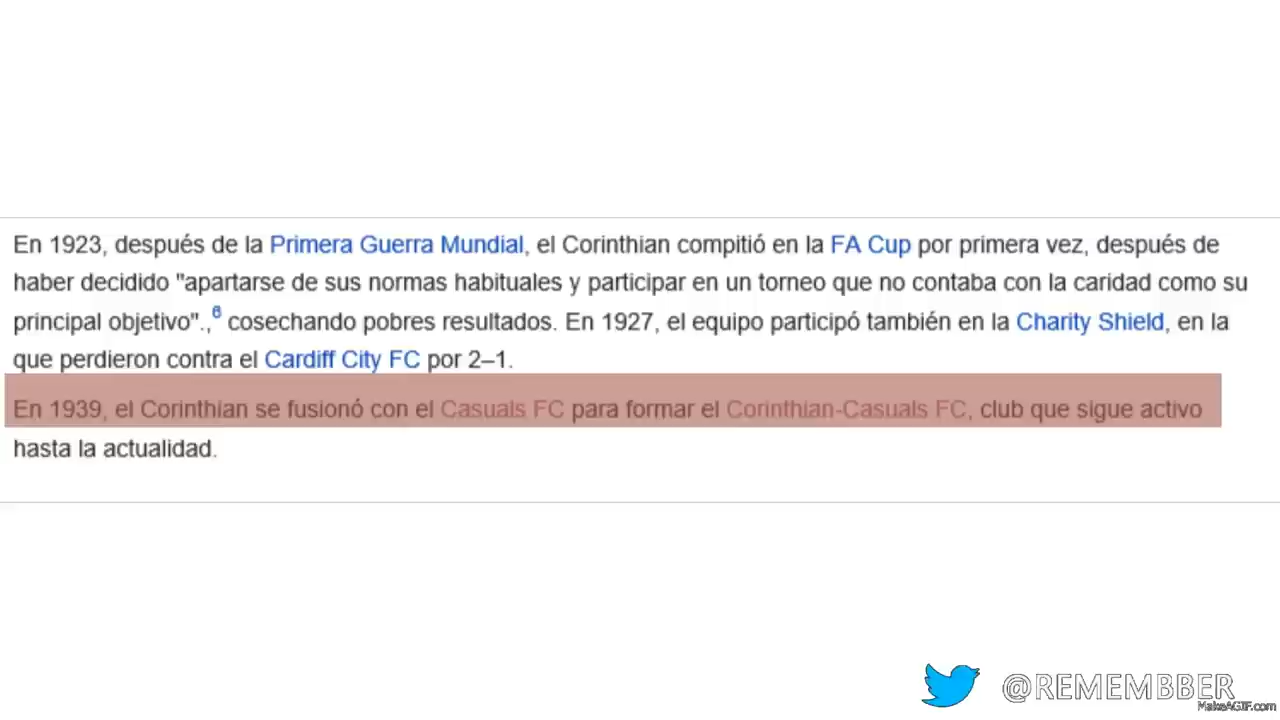 En 1923, después de la Primera Guerra Mundial, el Corinthian compitió en la FA Cup por primera vez, después de
haber decidido "apartarse de sus normas habituales y participar en un torneo que no contaba con la caridad como su
principal objetivo".,6 cosechando pobres resultados. En 1927, el equipo participó también en la Charity Shield, en la
que perdieron contra el Cardiff City FC por 2–1.
En 1939, el Corinthian se fusionó con el Casuals FC para formar el Corinthian-Casuals FC, club que sigue activo
hasta la actualidad.
@REMEMBBER
MakeAGIF.com